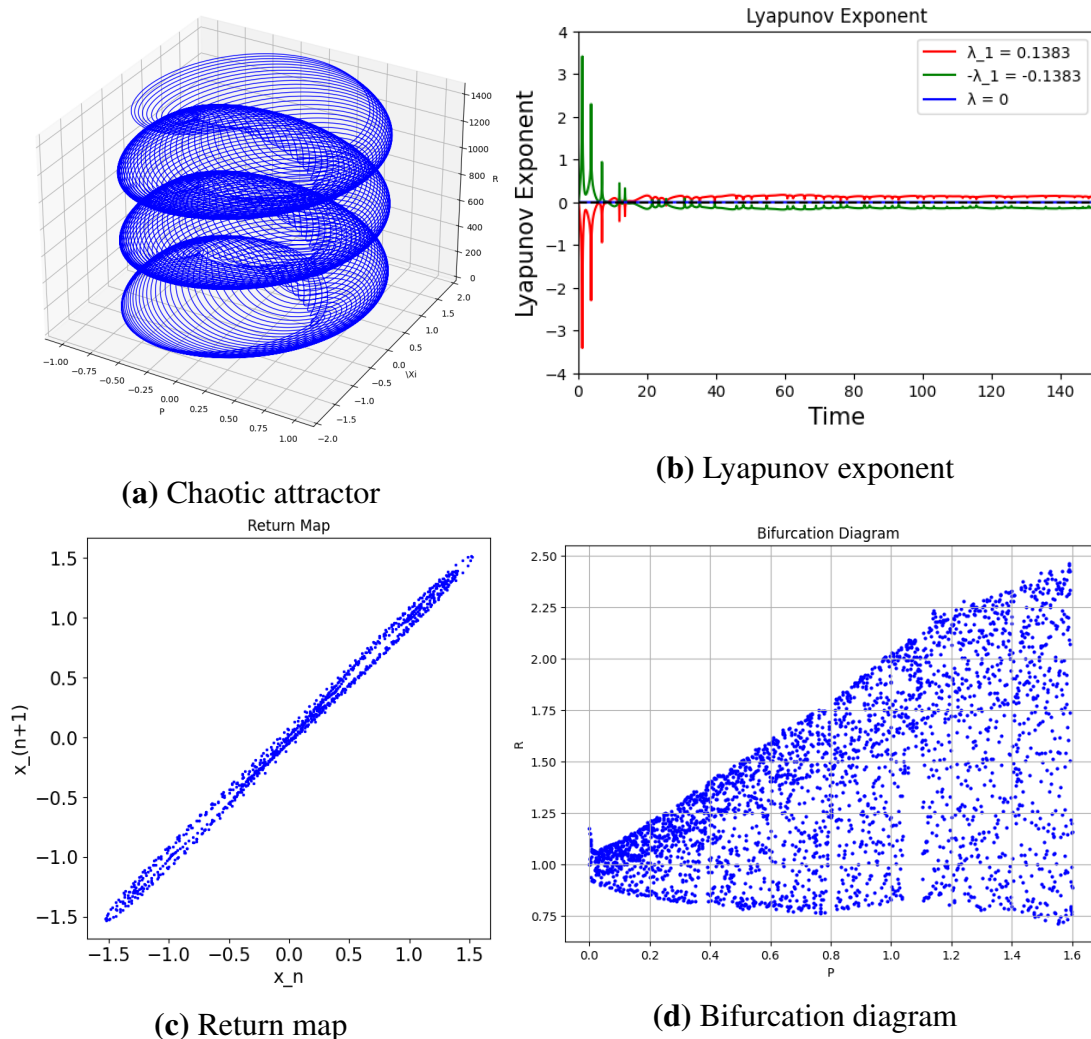 1400
1200
1000
800
R
600
400
200
0
2.0
1.5
1.0
0.5
0.0
\Xi
−0.5
−1.0
−1.5
−2.0
−1.00
−0.75
−0.50
−0.25
0.00
0.25
0.50
0.75
1.00
P
(a) Chaotic attractor
Lyapunov Exponent
λ_1 = 0.1383
-λ_1 = -0.1383
λ = 0
Lyapunov Exponent
4
3
2
1
0
−1
−2
−3
−4
0 20 40 60 80 100 120 140
Time
(b) Lyapunov exponent
Return Map
x_(n+1)
1.5
1.0
0.5
0.0
−0.5
−1.0
−1.5
−1.5 −1.0 −0.5 0.0 0.5 1.0 1.5
x_n
(c) Return map
Bifurcation Diagram
R
2.50
2.25
2.00
1.75
1.50
1.25
1.00
0.75
0.0 0.2 0.4 0.6 0.8 1.0 1.2 1.4 1.6
P
(d) Bifurcation diagram